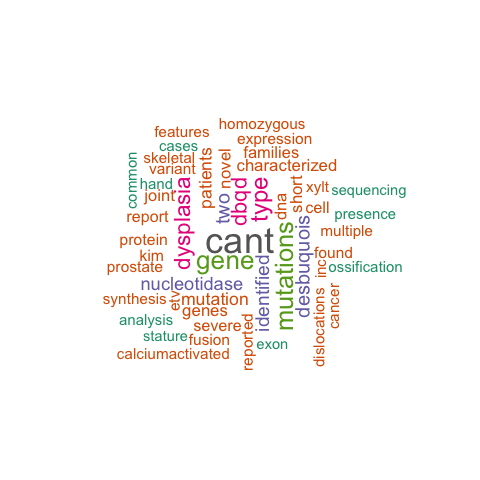 homozygous
features
expression
cases
families
skeletal
characterized
variant
common
hand
joint
dysplasia
patients
novel
two
dbqd
type
dna
short
xylt
cell
sequencing
presence
report
multiple
cant
protein
kim
prostate
gene
mutations
desbuquois
found
inc
ossification
nucleotidase
identified
synthesis
etv
mutation
genes
analysis
severe
stature
fusion
reported
exon
dislocations
cancer
calciumactivated